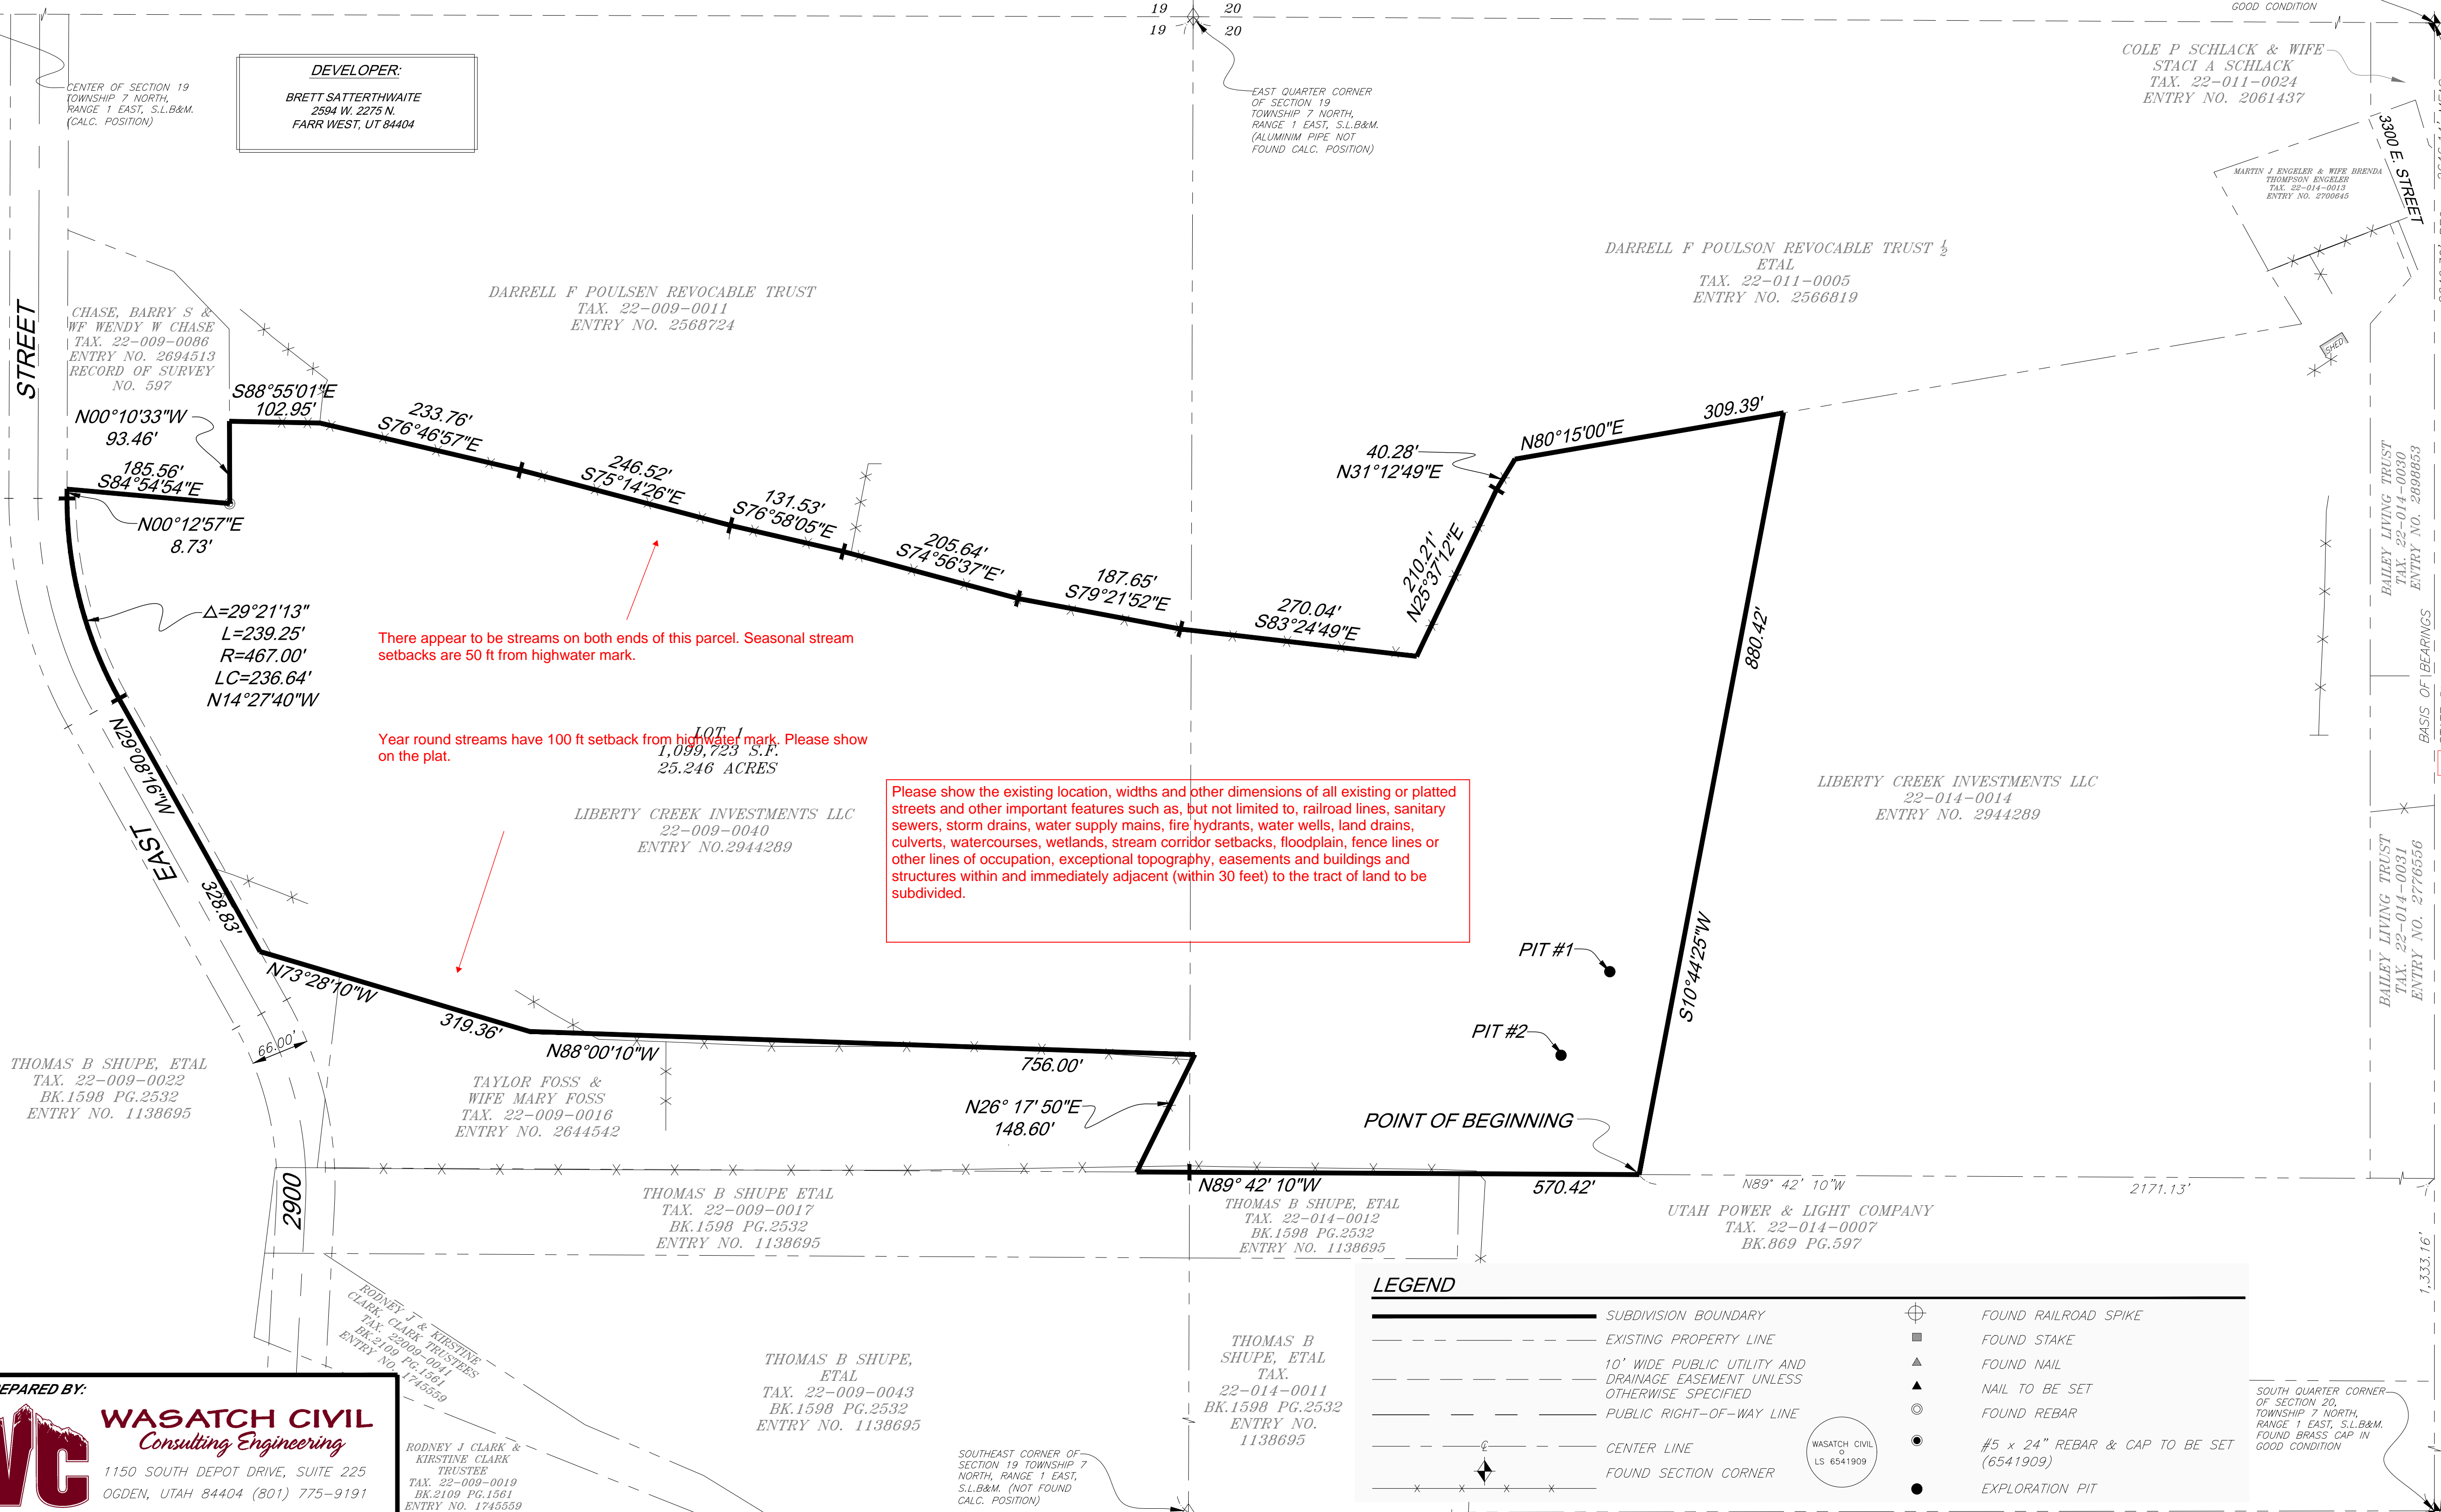 19
20
19
20
GOOD CONDITION
CENTER OF SECTION 19
TOWNSHIP 7 NORTH,
RANGE 1 EAST, S.L.B&M.
(CALC. POSITION)
DEVELOPER:
BRETT SATTERTHWAITE
2594 W. 2275 N.
FARR WEST, UT 84404
EAST QUARTER CORNER
OF SECTION 19
TOWNSHIP 7 NORTH,
RANGE 1 EAST, S.L.B&M.
(ALUMINIM PIPE NOT
FOUND CALC. POSITION)
COLE P SCHLACK & WIFE
STACI A SCHLACK
TAX. 22-011-0024
ENTRY NO. 2061437
3300 E. STREET
MARTIN J ENGELER & WIFE BRENDA
THOMPSON ENGELER
TAX. 22-014-0013
ENTRY NO. 2700645
DARRELL F POULSON REVOCABLE TRUST ½
ETAL
TAX. 22-011-0005
ENTRY NO. 2566819
DARRELL F POULSEN REVOCABLE TRUST
TAX. 22-009-0011
ENTRY NO. 2568724
STREET
CHASE, BARRY S &
WF WENDY W CHASE
TAX. 22-009-0086
ENTRY NO. 2694513
RECORD OF SURVEY
NO. 597
SHED
S88°55'01"E
102.95'
N00°10'33"W
93.46'
185.56'
S84°54'54"E
N00°12'57"E
8.73'
233.76'
S76°46'57"E
246.52'
S75°14'26"E
131.53'
S76°58'05"E
205.64'
S74°56'37"E'
187.65'
S79°21'52"E
270.04'
S83°24'49"E
210.21'
N25°37'12"E
40.28'
N31°12'49"E
N80°15'00"E
309.39'
880.42'
S10°44'25"W
BAILEY LIVING TRUST
TAX. 22-014-0030
ENTRY NO. 2898853
BASIS OF BEARINGS
Δ=29°21'13"
L=239.25'
R=467.00'
LC=236.64'
N14°27'40"W
There appear to be streams on both ends of this parcel. Seasonal stream
setbacks are 50 ft from highwater mark.
Year round streams have 100 ft setback from highwater mark. Please show
on the plat.
LOT 1
1,099,723 S.F.
25.246 ACRES
LIBERTY CREEK INVESTMENTS LLC
22-009-0040
ENTRY NO.2944289
Please show the existing location, widths and other dimensions of all existing or platted
streets and other important features such as, but not limited to, railroad lines, sanitary
sewers, storm drains, water supply mains, fire hydrants, water wells, land drains,
culverts, watercourses, wetlands, stream corridor setbacks, floodplain, fence lines or
other lines of occupation, exceptional topography, easements and buildings and
structures within and immediately adjacent (within 30 feet) to the tract of land to be
subdivided.
LIBERTY CREEK INVESTMENTS LLC
22-014-0014
ENTRY NO. 2944289
BAILEY LIVING TRUST
TAX. 22-014-0031
ENTRY NO. 2776556
N29°08'16"W
328.83'
EAST
N73°28'10"W
319.36'
66.00'
N88°00'10"W
756.00'
PIT #1
PIT #2
N26° 17' 50"E
148.60'
POINT OF BEGINNING
THOMAS B SHUPE, ETAL
TAX. 22-009-0022
BK.1598 PG.2532
ENTRY NO. 1138695
TAYLOR FOSS &
WIFE MARY FOSS
TAX. 22-009-0016
ENTRY NO. 2644542
2900
N89° 42' 10"W
570.42'
N89° 42' 10"W
2171.13'
1,333.16'
THOMAS B SHUPE ETAL
TAX. 22-009-0017
BK.1598 PG.2532
ENTRY NO. 1138695
THOMAS B SHUPE, ETAL
TAX. 22-014-0012
BK.1598 PG.2532
ENTRY NO. 1138695
UTAH POWER & LIGHT COMPANY
TAX. 22-014-0007
BK.869 PG.597
RODNEY J & KIRSTINE
CLARK, CLARK TRUSTEES
TAX. 22009-0041
BK.2109 PG.1561
ENTRY NO. 1745559
THOMAS B SHUPE,
ETAL
TAX. 22-009-0043
BK.1598 PG.2532
ENTRY NO. 1138695
THOMAS B
SHUPE, ETAL
TAX.
22-014-0011
BK.1598 PG.2532
ENTRY NO.
1138695
LEGEND
SUBDIVISION BOUNDARY
EXISTING PROPERTY LINE
10' WIDE PUBLIC UTILITY AND
DRAINAGE EASEMENT UNLESS
OTHERWISE SPECIFIED
PUBLIC RIGHT-OF-WAY LINE
CENTER LINE
FOUND SECTION CORNER
WASATCH CIVIL
LS 6541909
FOUND RAILROAD SPIKE
FOUND STAKE
FOUND NAIL
NAIL TO BE SET
FOUND REBAR
#5 x 24" REBAR & CAP TO BE SET
(6541909)
EXPLORATION PIT
SOUTH QUARTER CORNER
OF SECTION 20,
TOWNSHIP 7 NORTH,
RANGE 1 EAST, S.L.B&M.
FOUND BRASS CAP IN
GOOD CONDITION
SOUTHEAST CORNER OF
SECTION 19 TOWNSHIP 7
NORTH, RANGE 1 EAST,
S.L.B&M. (NOT FOUND
CALC. POSITION)
EPARED BY:
WC
WASATCH CIVIL
Consulting Engineering
1150 SOUTH DEPOT DRIVE, SUITE 225
OGDEN, UTAH 84404 (801) 775-9191
RODNEY J CLARK &
KIRSTINE CLARK
TRUSTEE
TAX. 22-009-0019
BK.2109 PG.1561
ENTRY NO. 1745559